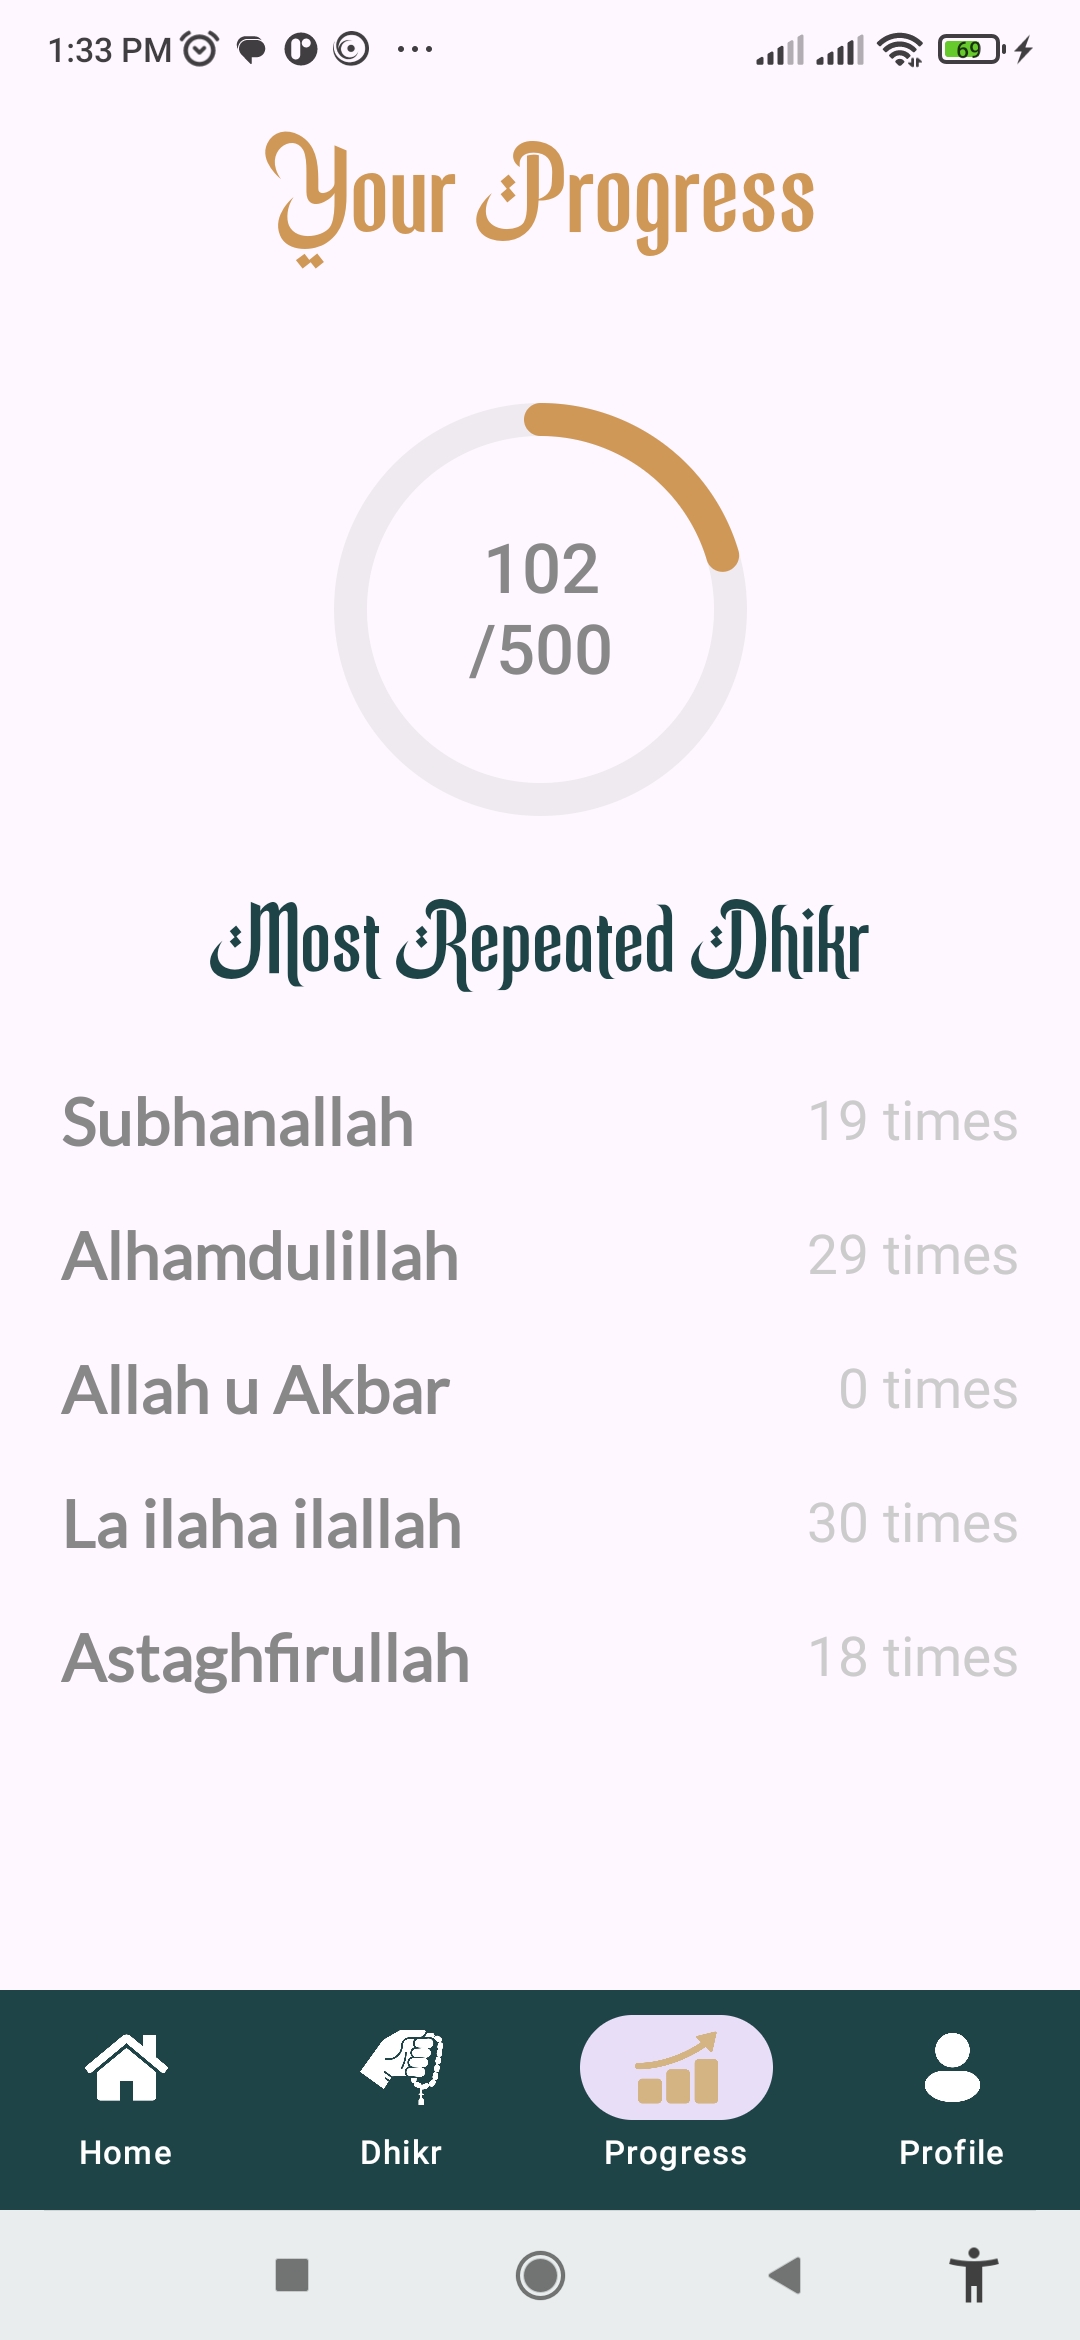 1:33 PM
69
Your Progress
102
/500
Most Repeated Dhikr
Subhanallah 19 times
Alhamdulillah 29 times
Allah u Akbar 0 times
La ilaha ilallah 30 times
Astaghfirullah 18 times
Home Dhikr Progress Profile